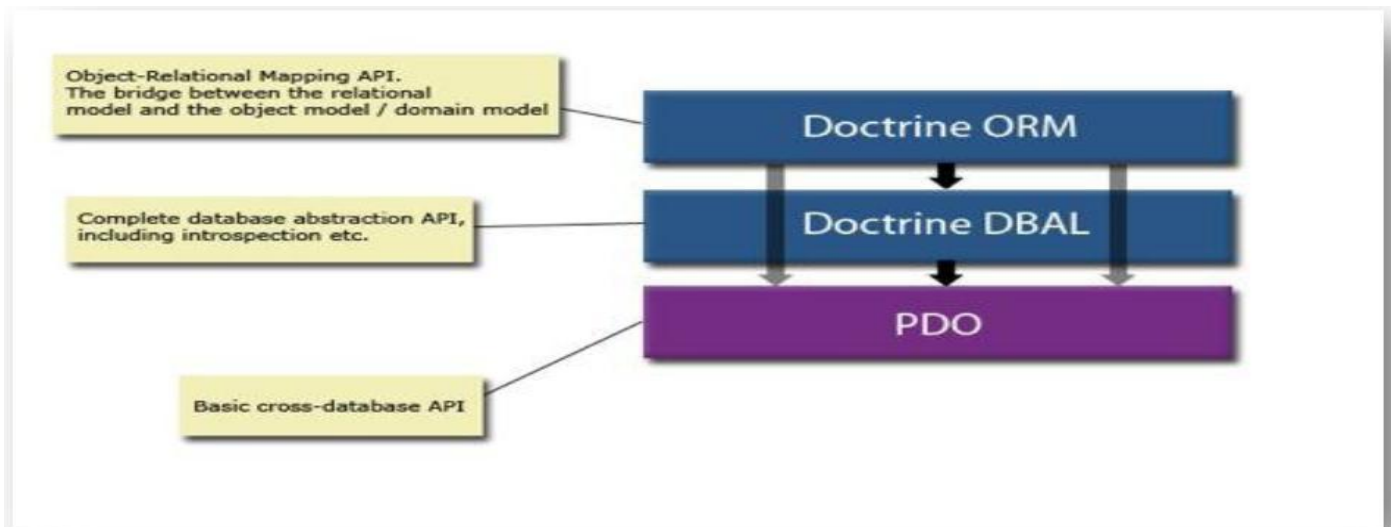 Object-Relational Mapping API.
The bridge between the relational
model and the object model / domain model
Doctrine ORM
Complete database abstraction API,
including introspection etc.
Doctrine DBAL
PDO
Basic cross-database API